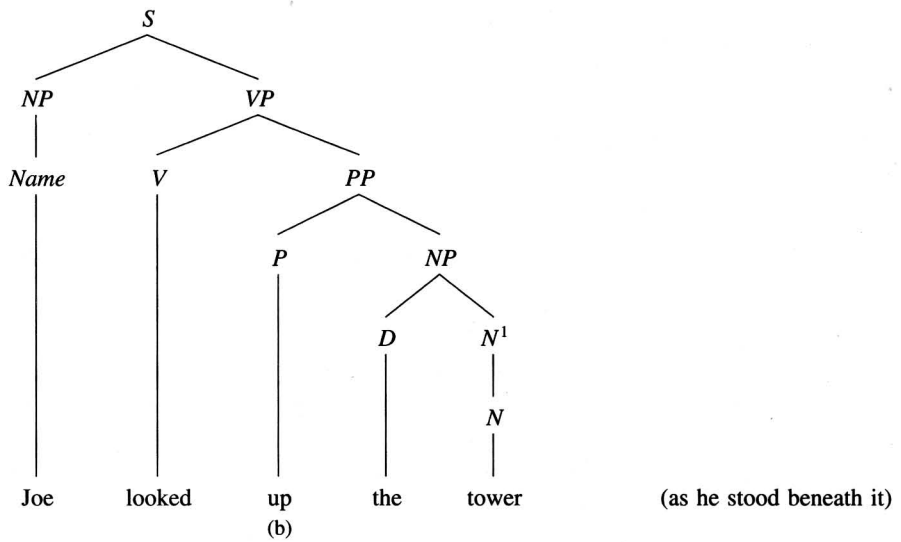 S
NP VP
Name V PP
P NP
D N¹
N
Joe looked up the tower (as he stood beneath it)
(b)